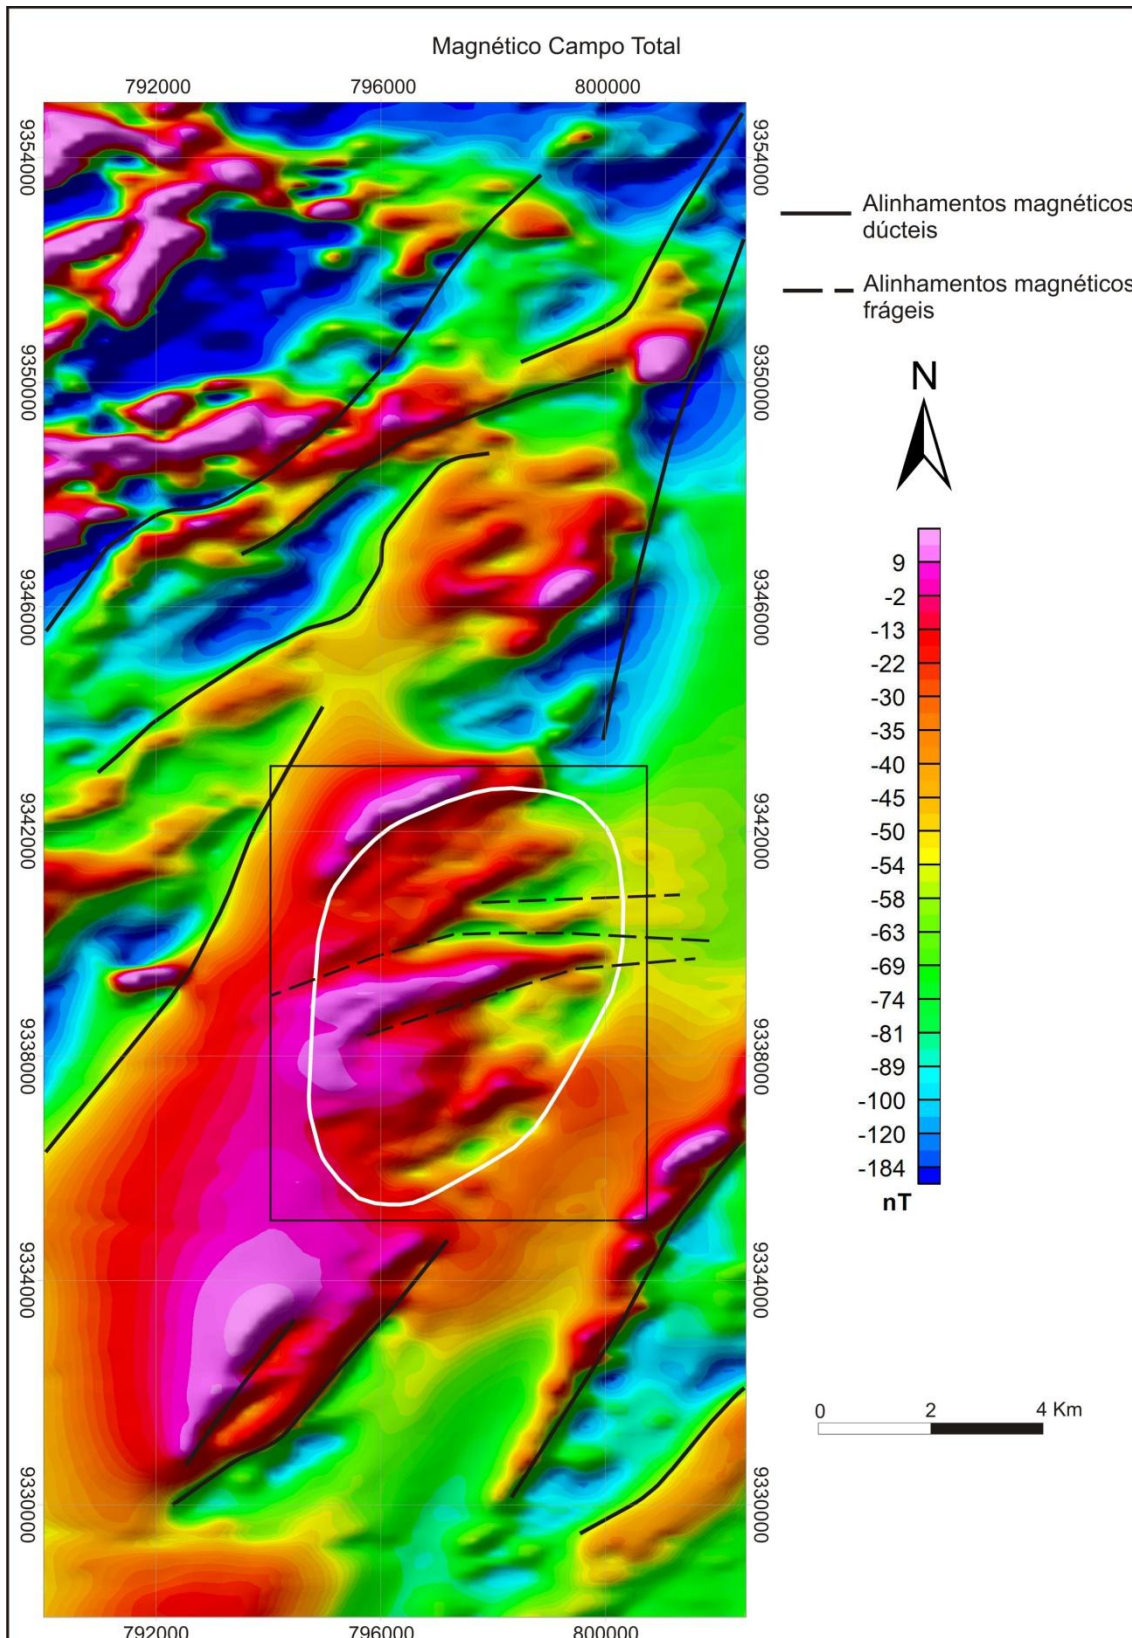 Magnético Campo Total
792000 796000 800000
9354000 9354000
Alinhamentos magnéticos
dúcteis
Alinhamentos magnéticos
frágeis
9350000 9350000
N
9346000 9346000
9
-2
-13
-22
-30
-35
-40
-45
-50
-54
-58
-63
-69
-74
-81
-89
-100
-120
-184
nT
9342000 9342000
9338000 9338000
9334000 9334000
0 2 4 Km
9330000 9330000
792000 796000 800000